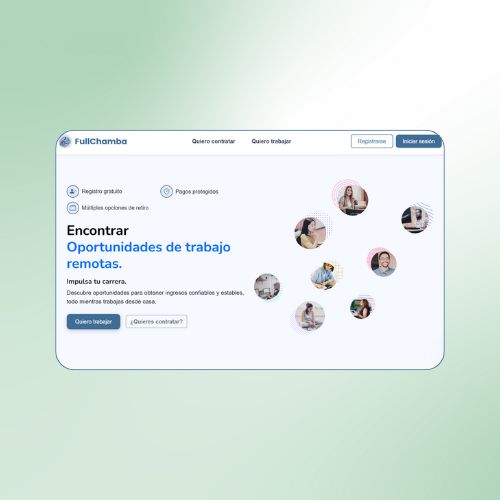 FullChamba
Quiero contratar
Quiero trabajar
Registrarse
Iniciar sesión
Registro gratuito
Pagos protegidos
Múltiples opciones de retiro
Encontrar
Oportunidades de trabajo
remotas.
Impulsa tu carrera.
Descubre oportunidades para obtener ingresos confiables y estables,
todo mientras trabajas desde casa.
Quiero trabajar
¿Quieres contratar?